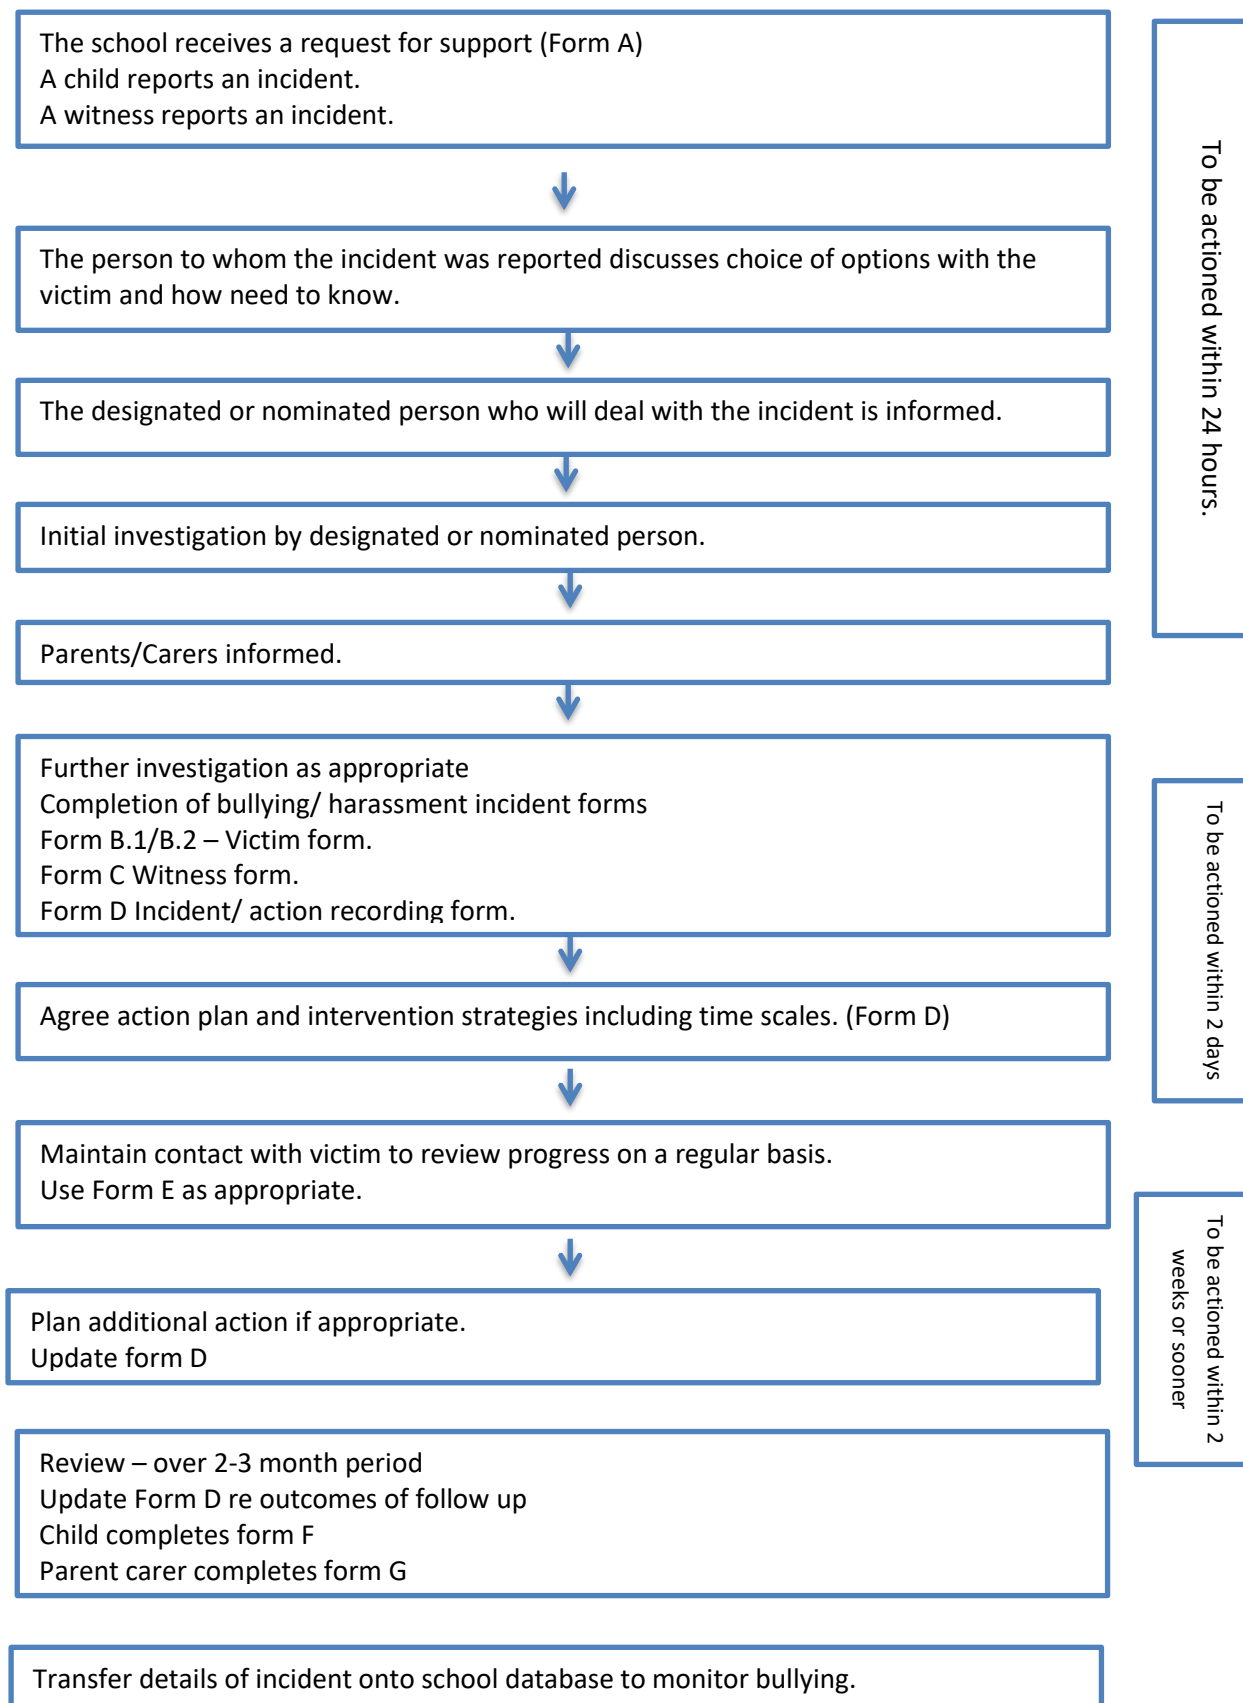 The school receives a request for support (Form A)
A child reports an incident.
A witness reports an incident.
The person to whom the incident was reported discusses choice of options with the
victim and how need to know.
The designated or nominated person who will deal with the incident is informed.
Initial investigation by designated or nominated person.
Parents/Carers informed.
To be actioned within 24 hours.
Further investigation as appropriate
Completion of bullying/ harassment incident forms
Form B.1/B.2 – Victim form.
Form C Witness form.
Form D Incident/ action recording form.
Agree action plan and intervention strategies including time scales. (Form D)
To be actioned within 2 days
Maintain contact with victim to review progress on a regular basis.
Use Form E as appropriate.
Plan additional action if appropriate.
Update form D
To be actioned within 2
weeks or sooner
Review – over 2-3 month period
Update Form D re outcomes of follow up
Child completes form F
Parent carer completes form G
Transfer details of incident onto school database to monitor bullying.